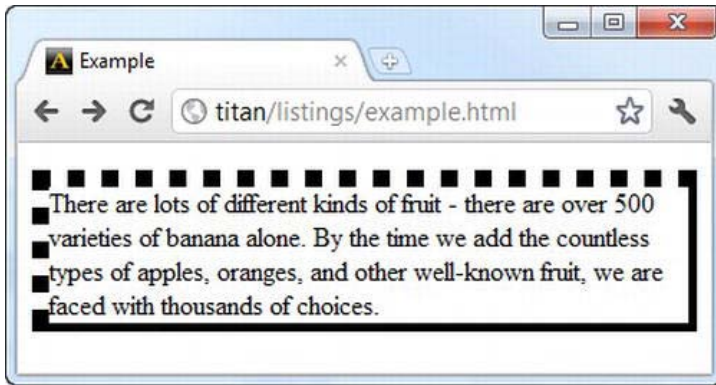 A Example
titan/listings/example.html
There are lots of different kinds of fruit - there are over 500
varieties of banana alone. By the time we add the countless
types of apples, oranges, and other well-known fruit, we are
faced with thousands of choices.